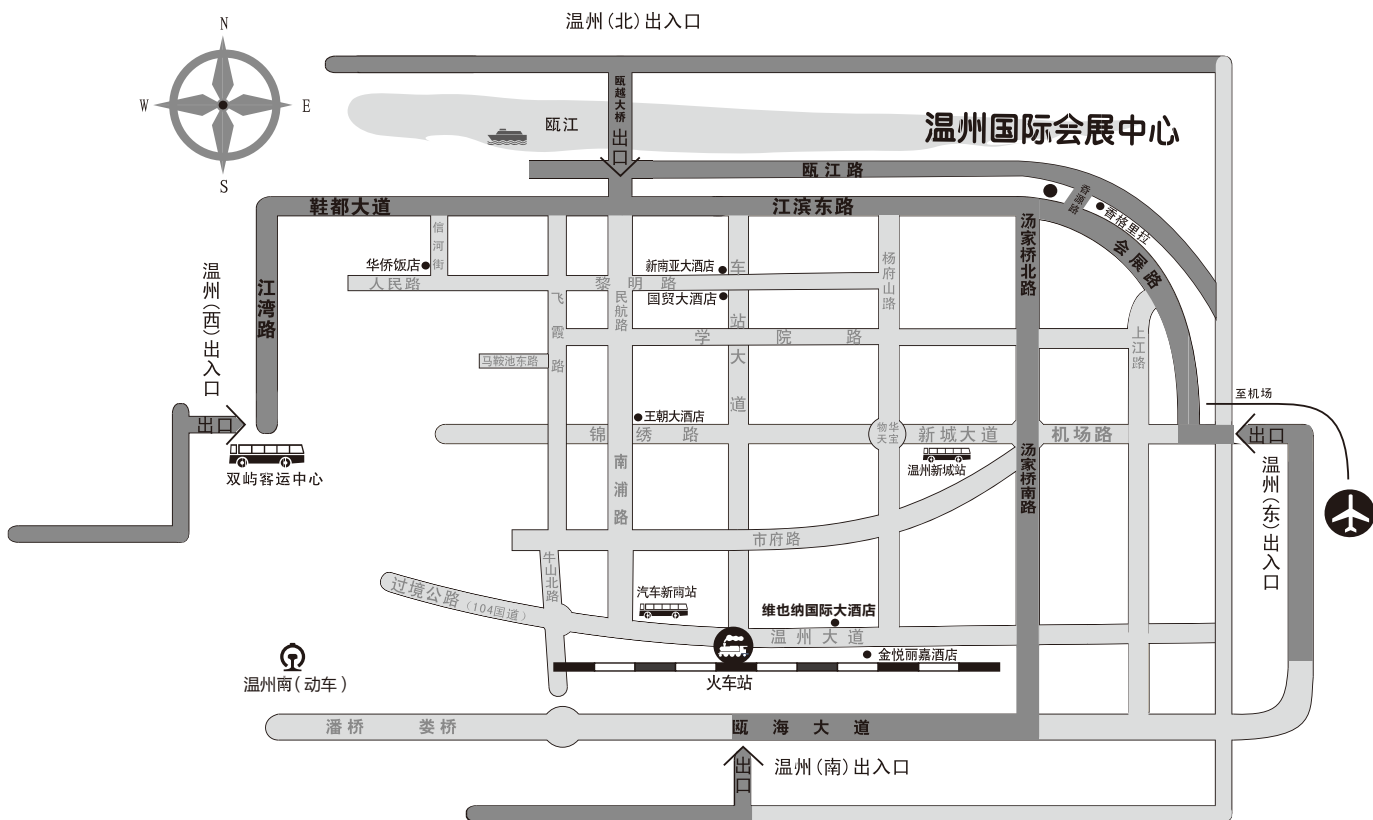 温州（北）出入口
N
W
E
S
瓯越大桥
出口
瓯江
温州国际会展中心
瓯江路
鞋都大道
江滨东路
香源路
香格里拉
会展路
信河街
华侨饭店
人民路
新南亚大酒店
黎明路
国贸大酒店
车站大道
杨府山路
汤家桥北路
温州（西）出入口
江湾路
飞霞路
民航路
学院路
上江路
马鞍池东路
至机场
出口
王朝大酒店
锦绣路
物华天宝
新城大道
机场路
出口
双屿客运中心
温州新城站
南浦路
汤家桥南路
温州（东）出入口
市府路
牛山北路
过境公路（104国道）
汽车新南站
维也纳国际大酒店
温州大道
金悦丽嘉酒店
火车站
温州南（动车）
潘桥
娄桥
瓯海大道
出口
温州（南）出入口